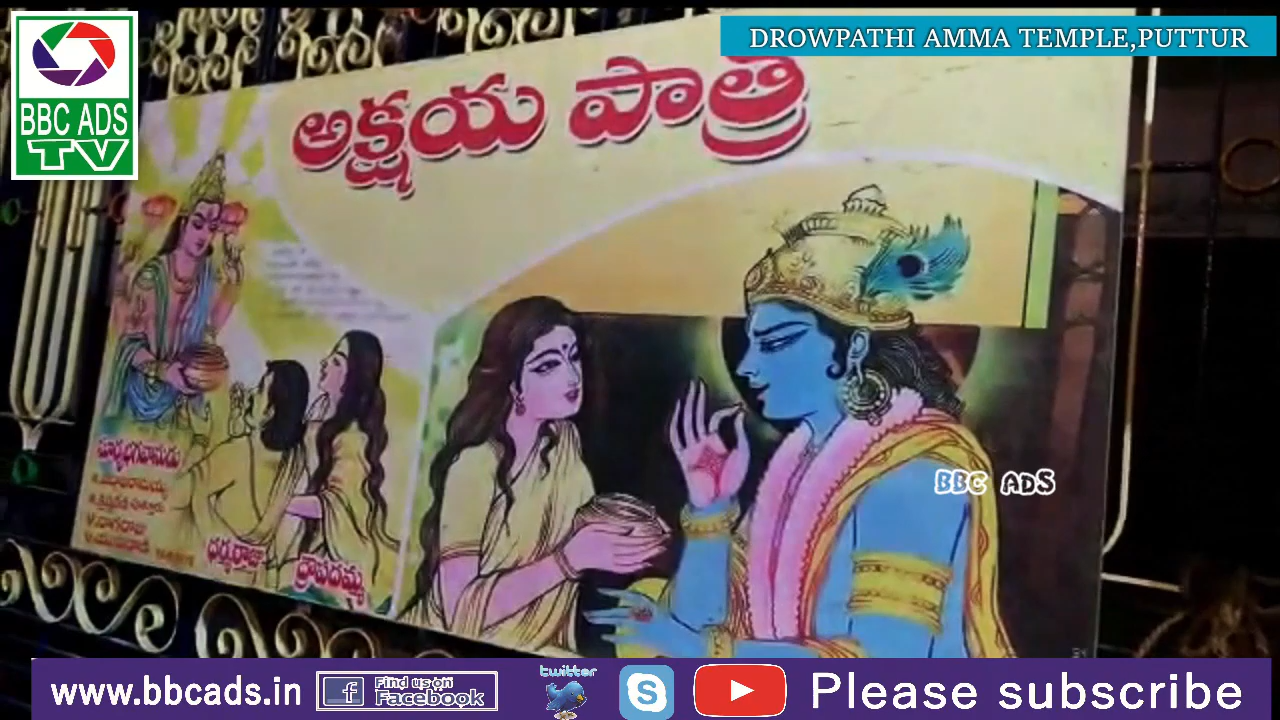 BBC ADS
TV
DROWPATHI AMMA TEMPLE,PUTTUR
అక్షయ పాత్ర
సూర్యభగవానుడు
ధర్మరాజు
ద్రౌపదమ్మ
BBC ADS
www.bbcads.in
Find us on
Facebook
twitter
Please subscribe